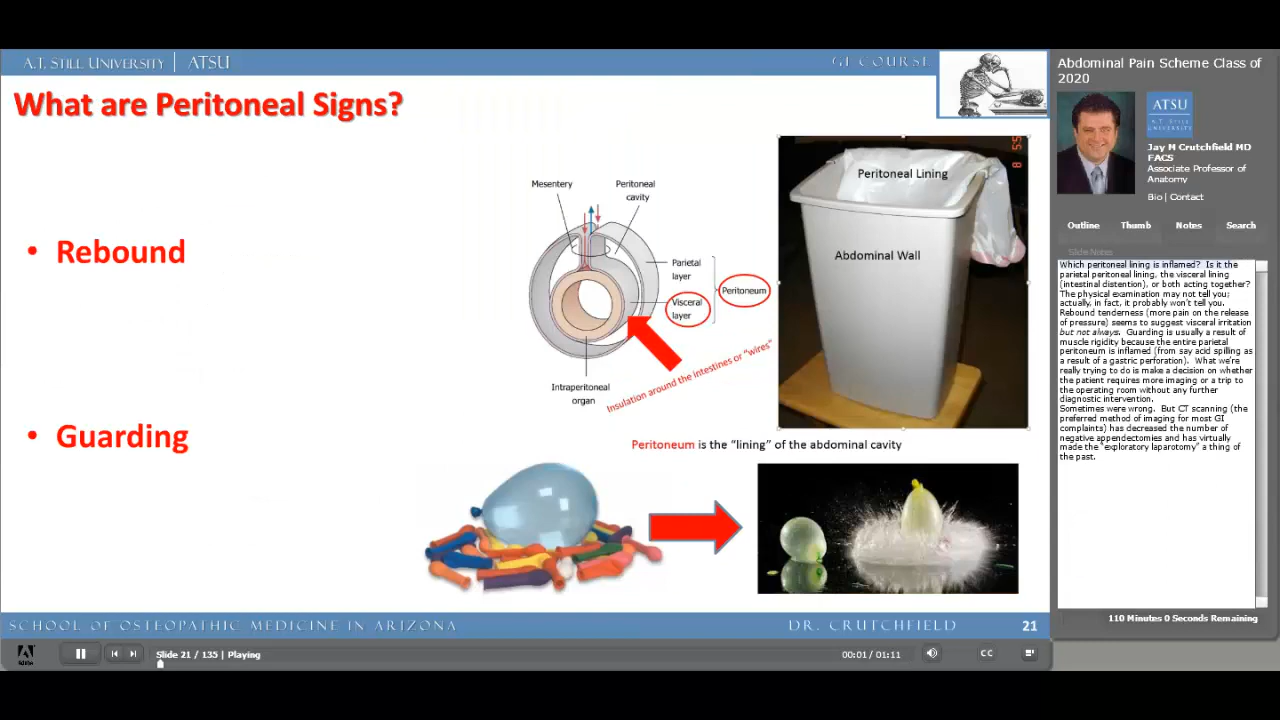 A.T. STILL UNIVERSITY | ATSU
GI COURSE
What are Peritoneal Signs?
• Rebound
• Guarding
Mesentery
Peritoneal
cavity
Parietal
layer
Visceral
layer
Peritoneum
Intraperitoneal
organ
Insulation around the intestines or "wires"
Peritoneal Lining
Abdominal Wall
Peritoneum is the "lining" of the abdominal cavity
SCHOOL OF OSTEOPATHIC MEDICINE IN ARIZONA
DR. CRUTCHFIELD
21
Abdominal Pain Scheme Class of
2020
ATSU
A.T. STILL
UNIVERSITY
Jay M Crutchfield MD
FACS
Associate Professor of
Anatomy
Bio | Contact
Outline
Thumb
Notes
Search
Slide Notes
Which peritoneal lining is inflamed? Is it the
parietal peritoneal lining, the visceral lining
(intestinal distention), or both acting together?
The physical examination may not tell you;
actually, in fact, it probably won't tell you.
Rebound tenderness (more pain on the release
of pressure) seems to suggest visceral irritation
but not always. Guarding is usually a result of
muscle rigidity because the entire parietal
peritoneum is inflamed (from say acid spilling as
a result of a gastric perforation). What we're
really trying to do is make a decision on whether
the patient requires more imaging or a trip to
the operating room without any further
diagnostic intervention.
Sometimes were wrong. But CT scanning (the
preferred method of imaging for most GI
complaints) has decreased the number of
negative appendectomies and has virtually
made the "exploratory laparotomy" a thing of
the past.
110 Minutes 0 Seconds Remaining
Slide 21 / 135 | Playing
00:01 / 01:11
CC